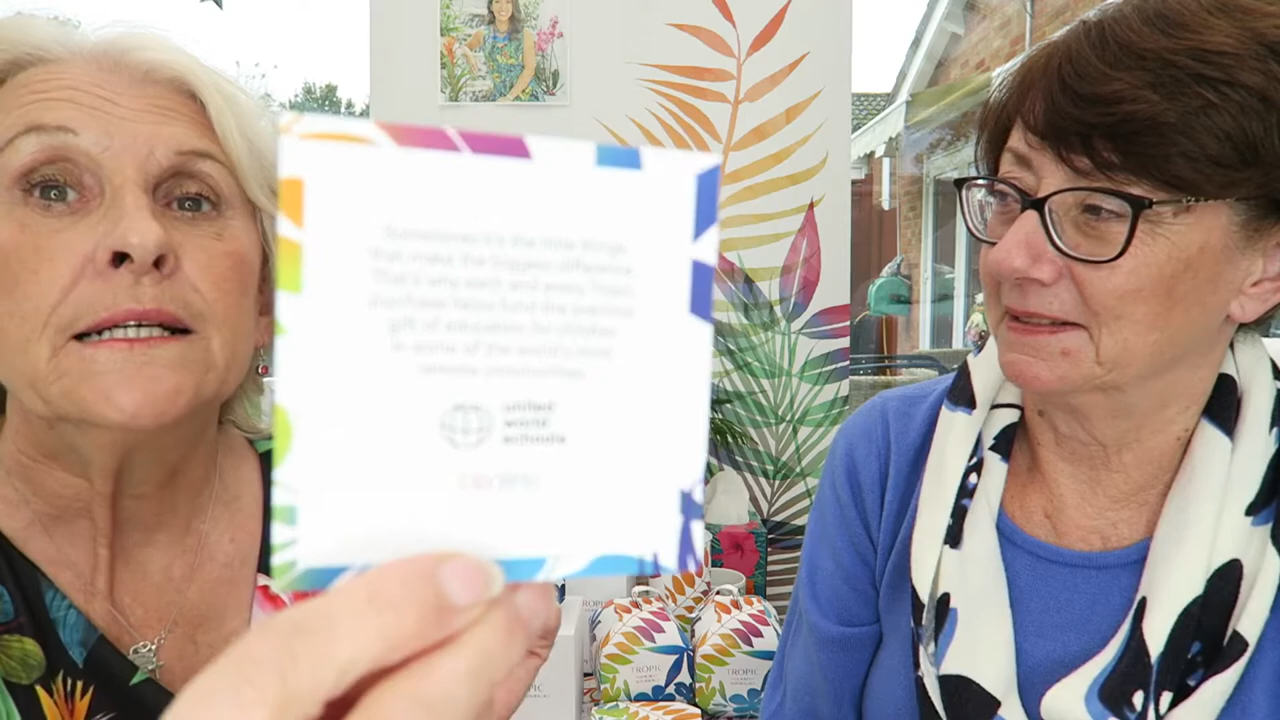 Sometimes it's the little things
that make the biggest difference.
That's why each and every Tropic
purchase helps fund the precious
gift of education for children
in some of the world's most
remote communities.
united
world
schools
TROPIC
TROPIC
TROPIC